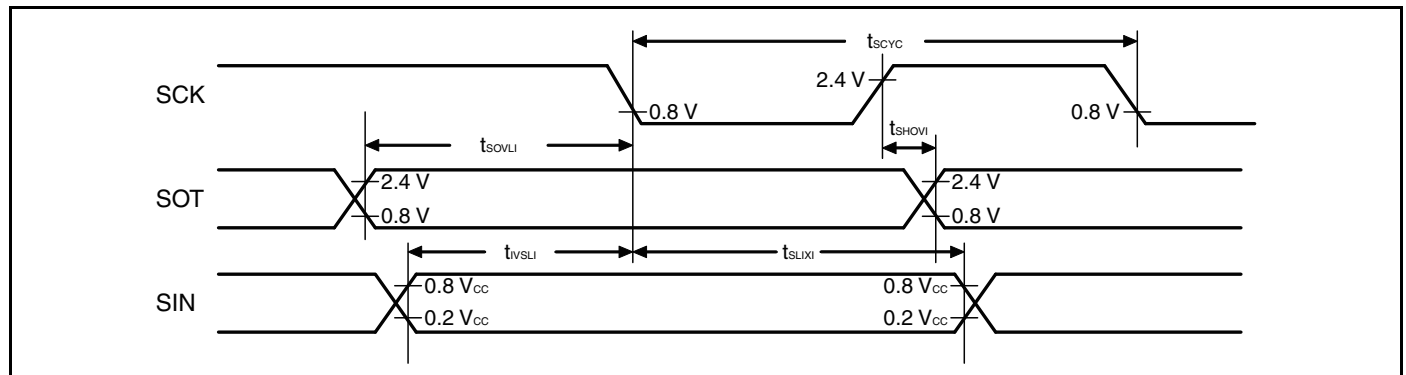 tSCYC
SCK
2.4 V
0.8 V
0.8 V
tSOVLI
tSHOVI
SOT
2.4 V
0.8 V
2.4 V
0.8 V
tIVSLI
tSLIXI
SIN
0.8 VCC
0.2 VCC
0.8 VCC
0.2 VCC